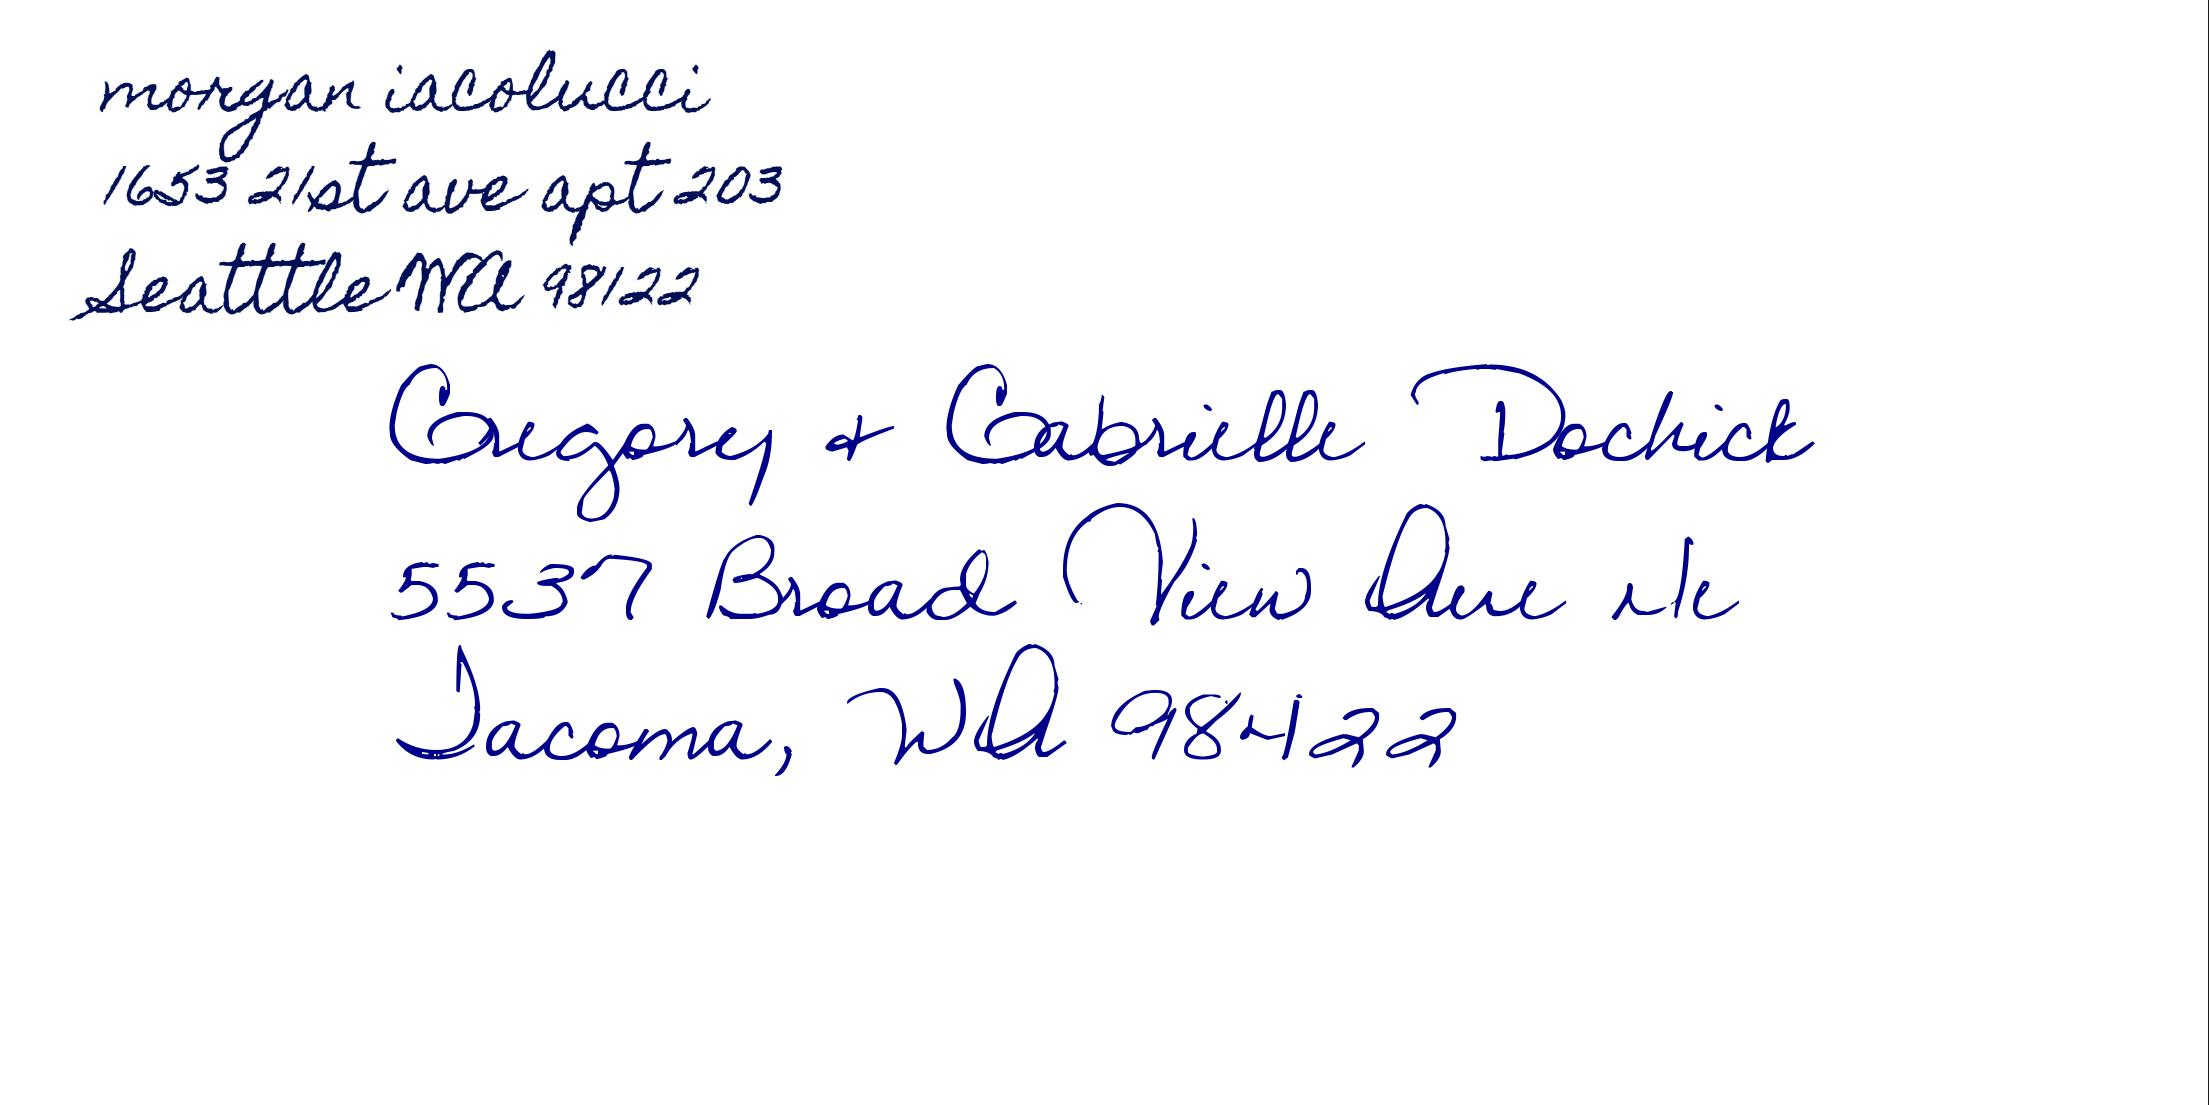 morgan iacolucci
1653 21st ave apt 203
Seatttle WA 98122
Gregory & Gabrielle Dochick
5537 Broad View Ave Ne
Tacoma, WA 98422